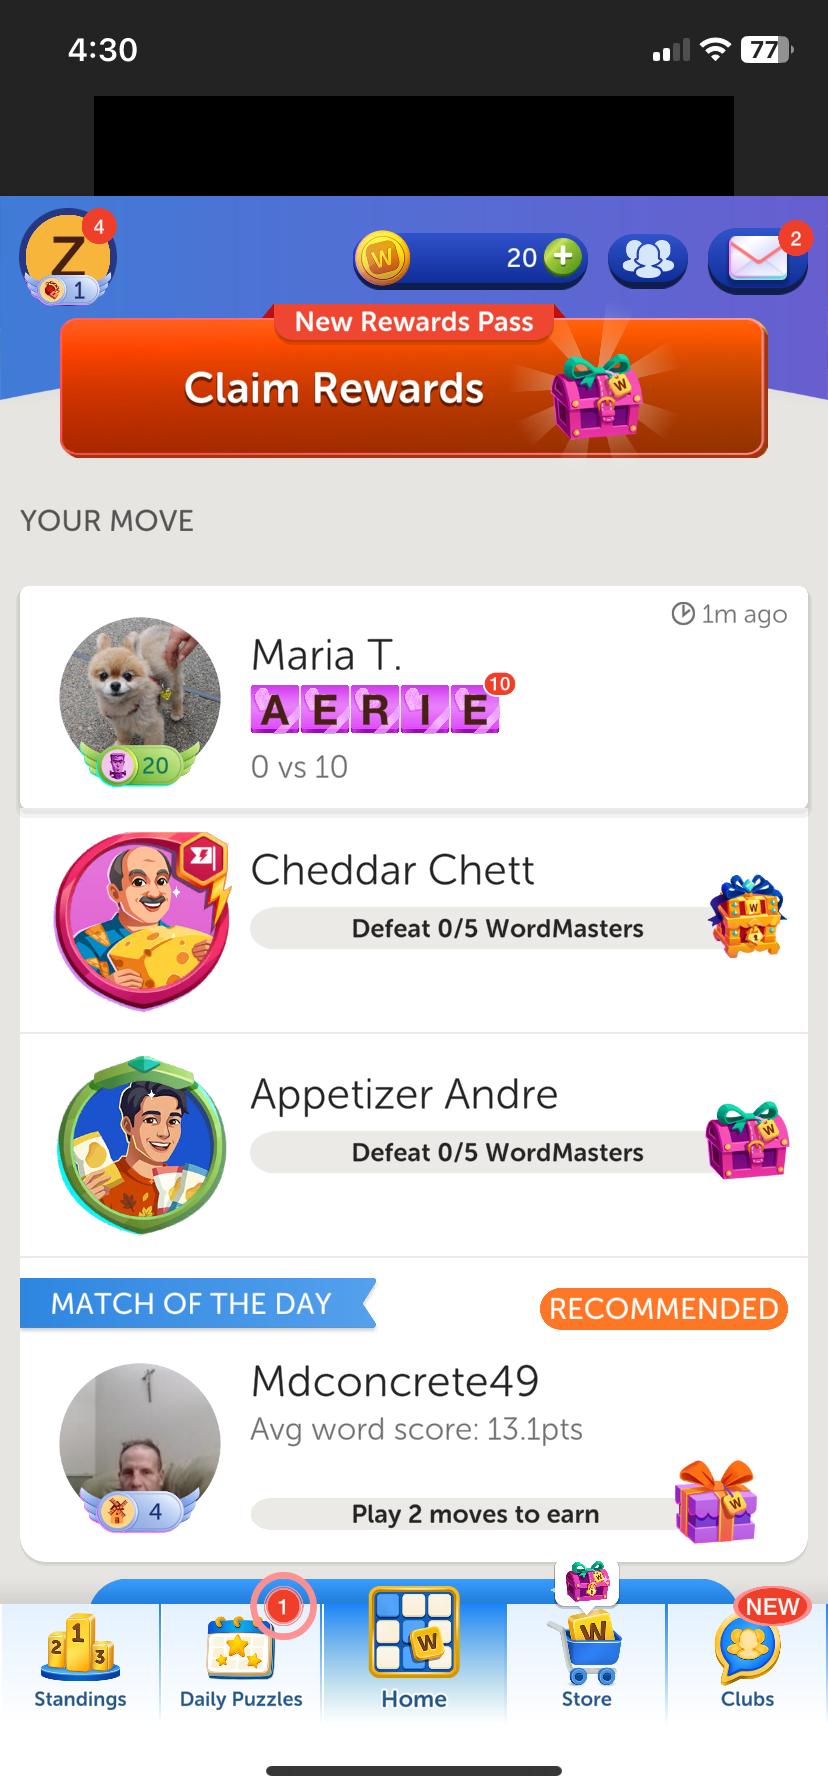 4:30
77
Z
4
1
W
20
2
New Rewards Pass
Claim Rewards
W
YOUR MOVE
1m ago
Maria T.
AERIE
10
20
0 vs 10
Cheddar Chett
Defeat 0/5 WordMasters
W
Appetizer Andre
Defeat 0/5 WordMasters
W
MATCH OF THE DAY
RECOMMENDED
Mdconcrete49
Avg word score: 13.1pts
4
Play 2 moves to earn
W
1
NEW
2 1 3
W
W
Standings
Daily Puzzles
Home
Store
Clubs